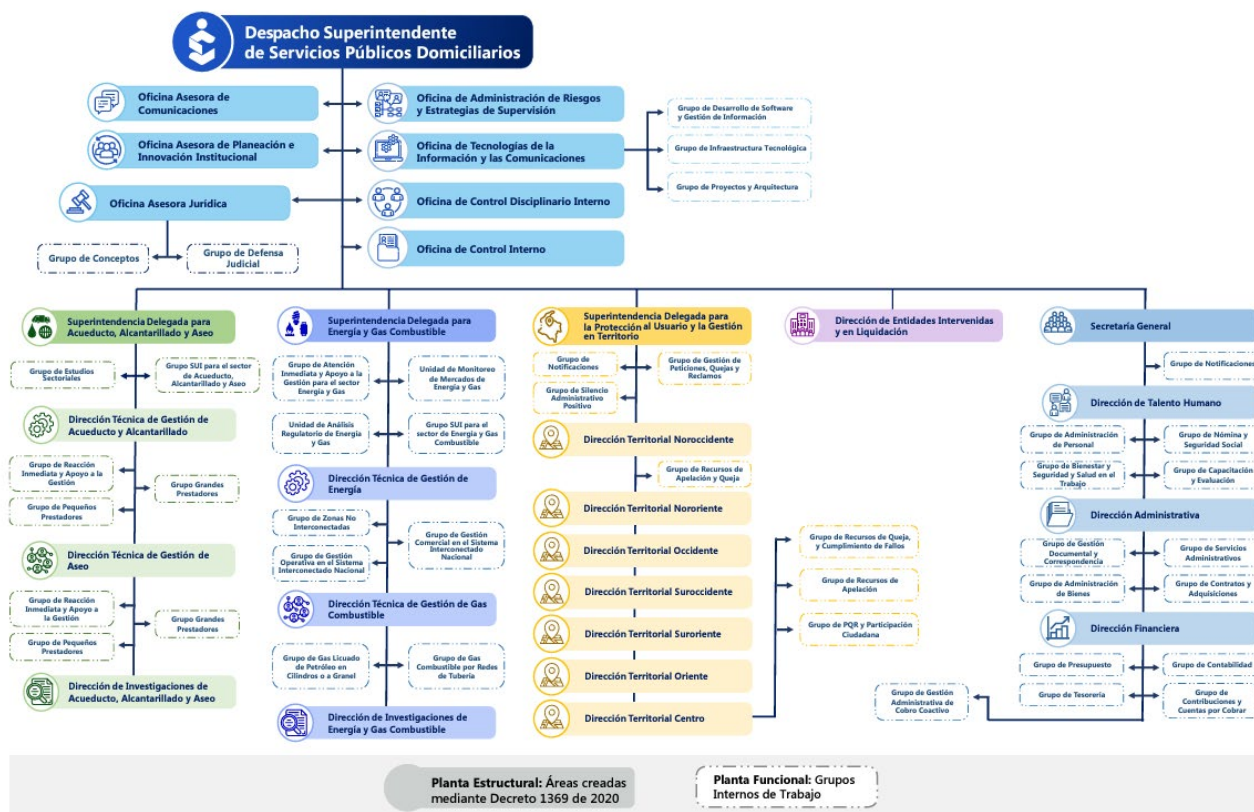 Despacho Superintendente
de Servicios Públicos Domiciliarios
Oficina Asesora de
Comunicaciones
Oficina de Administración de Riesgos
y Estrategias de Supervisión
Grupo de Desarrollo de Software
y Gestión de Información
Oficina Asesora de Planeación e
Innovación Institucional
Oficina de Tecnologías de la
Información y las Comunicaciones
Grupo de Infraestructura Tecnológica
Grupo de Proyectos y Arquitectura
Oficina Asesora Jurídica
Oficina de Control Disciplinario Interno
Grupo de Conceptos
Grupo de Defensa
Judicial
Oficina de Control Interno
Superintendencia Delegada para
Acueducto, Alcantarillado y Aseo
Grupo de Estudios
Sectoriales
Grupo SUI para el sector
de Acueducto,
Alcantarillado y Aseo
Dirección Técnica de Gestión de
Acueducto y Alcantarillado
Grupo de Reacción
Inmediata y Apoyo a la
Gestión
Grupo Grandes
Prestadores
Grupo de Pequeños
Prestadores
Dirección Técnica de Gestión de
Aseo
Grupo de Reacción
Inmediata y Apoyo a
la Gestión
Grupo Grandes
Prestadores
Grupo de Pequeños
Prestadores
Dirección de Investigaciones de
Acueducto, Alcantarillado y Aseo
Superintendencia Delegada para
Energía y Gas Combustible
Grupo de Atención
Inmediata y Apoyo a la
Gestión para el sector
Energía y Gas
Unidad de Monitoreo
de Mercados de
Energía y Gas
Unidad de Análisis
Regulatorio de Energía
y Gas
Grupo SUI para el
sector de Energía y Gas
Combustible
Dirección Técnica de Gestión de
Energía
Grupo de Zonas No
Interconectadas
Grupo de Gestión
Comercial en el Sistema
Interconectado
Nacional
Grupo de Gestión
Operativa en el Sistema
Interconectado Nacional
Dirección Técnica de Gestión de Gas
Combustible
Grupo de Gas Licuado
de Petróleo en
Cilindros o a Granel
Grupo de Gas
Combustible por Redes
de Tubería
Dirección de Investigaciones de
Energía y Gas Combustible
Superintendencia Delegada para
la Protección al Usuario y la Gestión
en Territorio
Grupo de
Notificaciones
Grupo de Gestión de
Peticiones, Quejas y
Reclamos
Grupo de Silencio
Administrativo
Positivo
Dirección Territorial Noroccidente
Grupo de Recursos de
Apelación y Queja
Dirección Territorial Nororiente
Dirección Territorial Occidente
Dirección Territorial Suroccidente
Dirección Territorial Suroriente
Dirección Territorial Oriente
Dirección Territorial Centro
Grupo de Recursos de Queja,
y Cumplimiento de Fallos
Grupo de Recursos de
Apelación
Grupo de PQR y Participación
Ciudadana
Dirección de Entidades Intervenidas
y en Liquidación
Secretaría General
Grupo de Notificaciones
Dirección de Talento Humano
Grupo de Administración
de Personal
Grupo de Nómina y
Seguridad Social
Grupo de Bienestar y
Seguridad y Salud en el
Trabajo
Grupo de Capacitación
y Evaluación
Dirección Administrativa
Grupo de Gestión
Documental y
Correspondencia
Grupo de Servicios
Administrativos
Grupo de Administración
de Bienes
Grupo de Contratos y
Adquisiciones
Dirección Financiera
Grupo de Presupuesto
Grupo de Contabilidad
Grupo de Tesorería
Grupo de
Contribuciones y
Cuentas por Cobrar
Grupo de Gestión
Administrativa de
Cobro Coactivo
Planta Estructural: Áreas creadas
mediante Decreto 1369 de 2020
Planta Funcional: Grupos
Internos de Trabajo